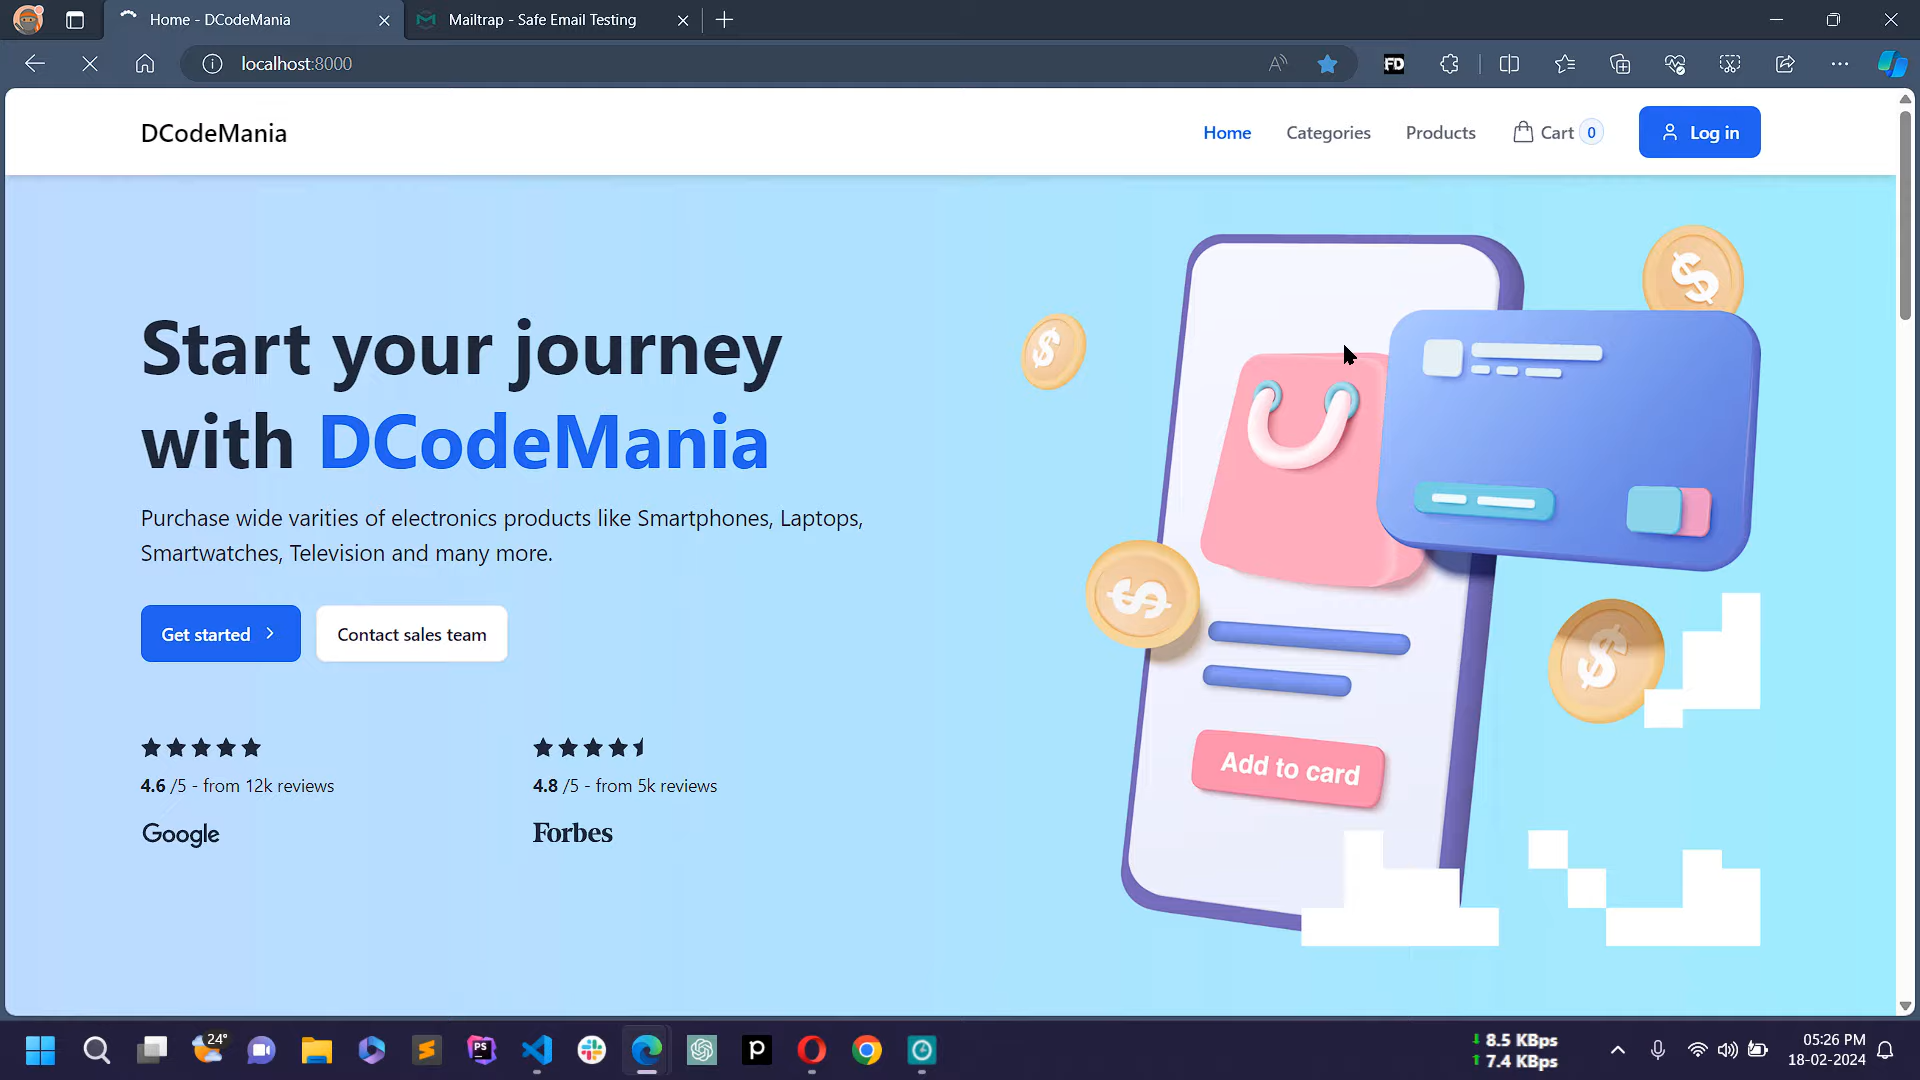 Home - DCodeMania
Mailtrap - Safe Email Testing
localhost:8000
FD
DCodeMania
Home
Categories
Products
Cart 0
Log in
Start your journey
with DCodeMania
Purchase wide varities of electronics products like Smartphones, Laptops,
Smartwatches, Television and many more.
Get started
Contact sales team
4.6 /5 - from 12k reviews
4.8 /5 - from 5k reviews
Google
Forbes
$
$
$
$
Add to card
24°
PS
P
8.5 KBps
7.4 KBps
05:26 PM
18-02-2024